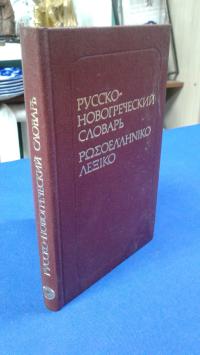 РУССКО-
НОВОГРЕЧЕСКИЙ
СЛОВАРЬ
ΡΩΣΟΕΛΛΗΝΙΚΟ
ΛΕΞΙΚΟ
РУССКО-НОВОГРЕЧЕСКИЙ СЛОВАРЬ